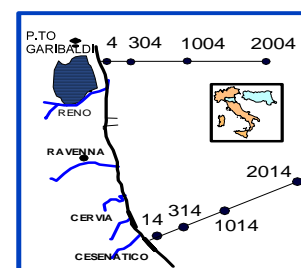 P.TO
GARIBALDI
4 304 1004 2004
RENO
RAVENNA
2014
CERVIA
14 314 1014
CESENATICO